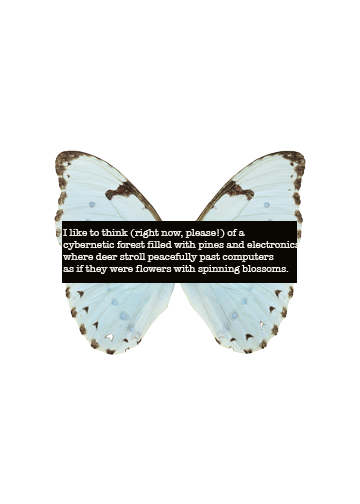 I like to think (right now, please!) of a
cybernetic forest filled with pines and electronics
where deer stroll peacefully past computers
as if they were flowers with spinning blossoms.